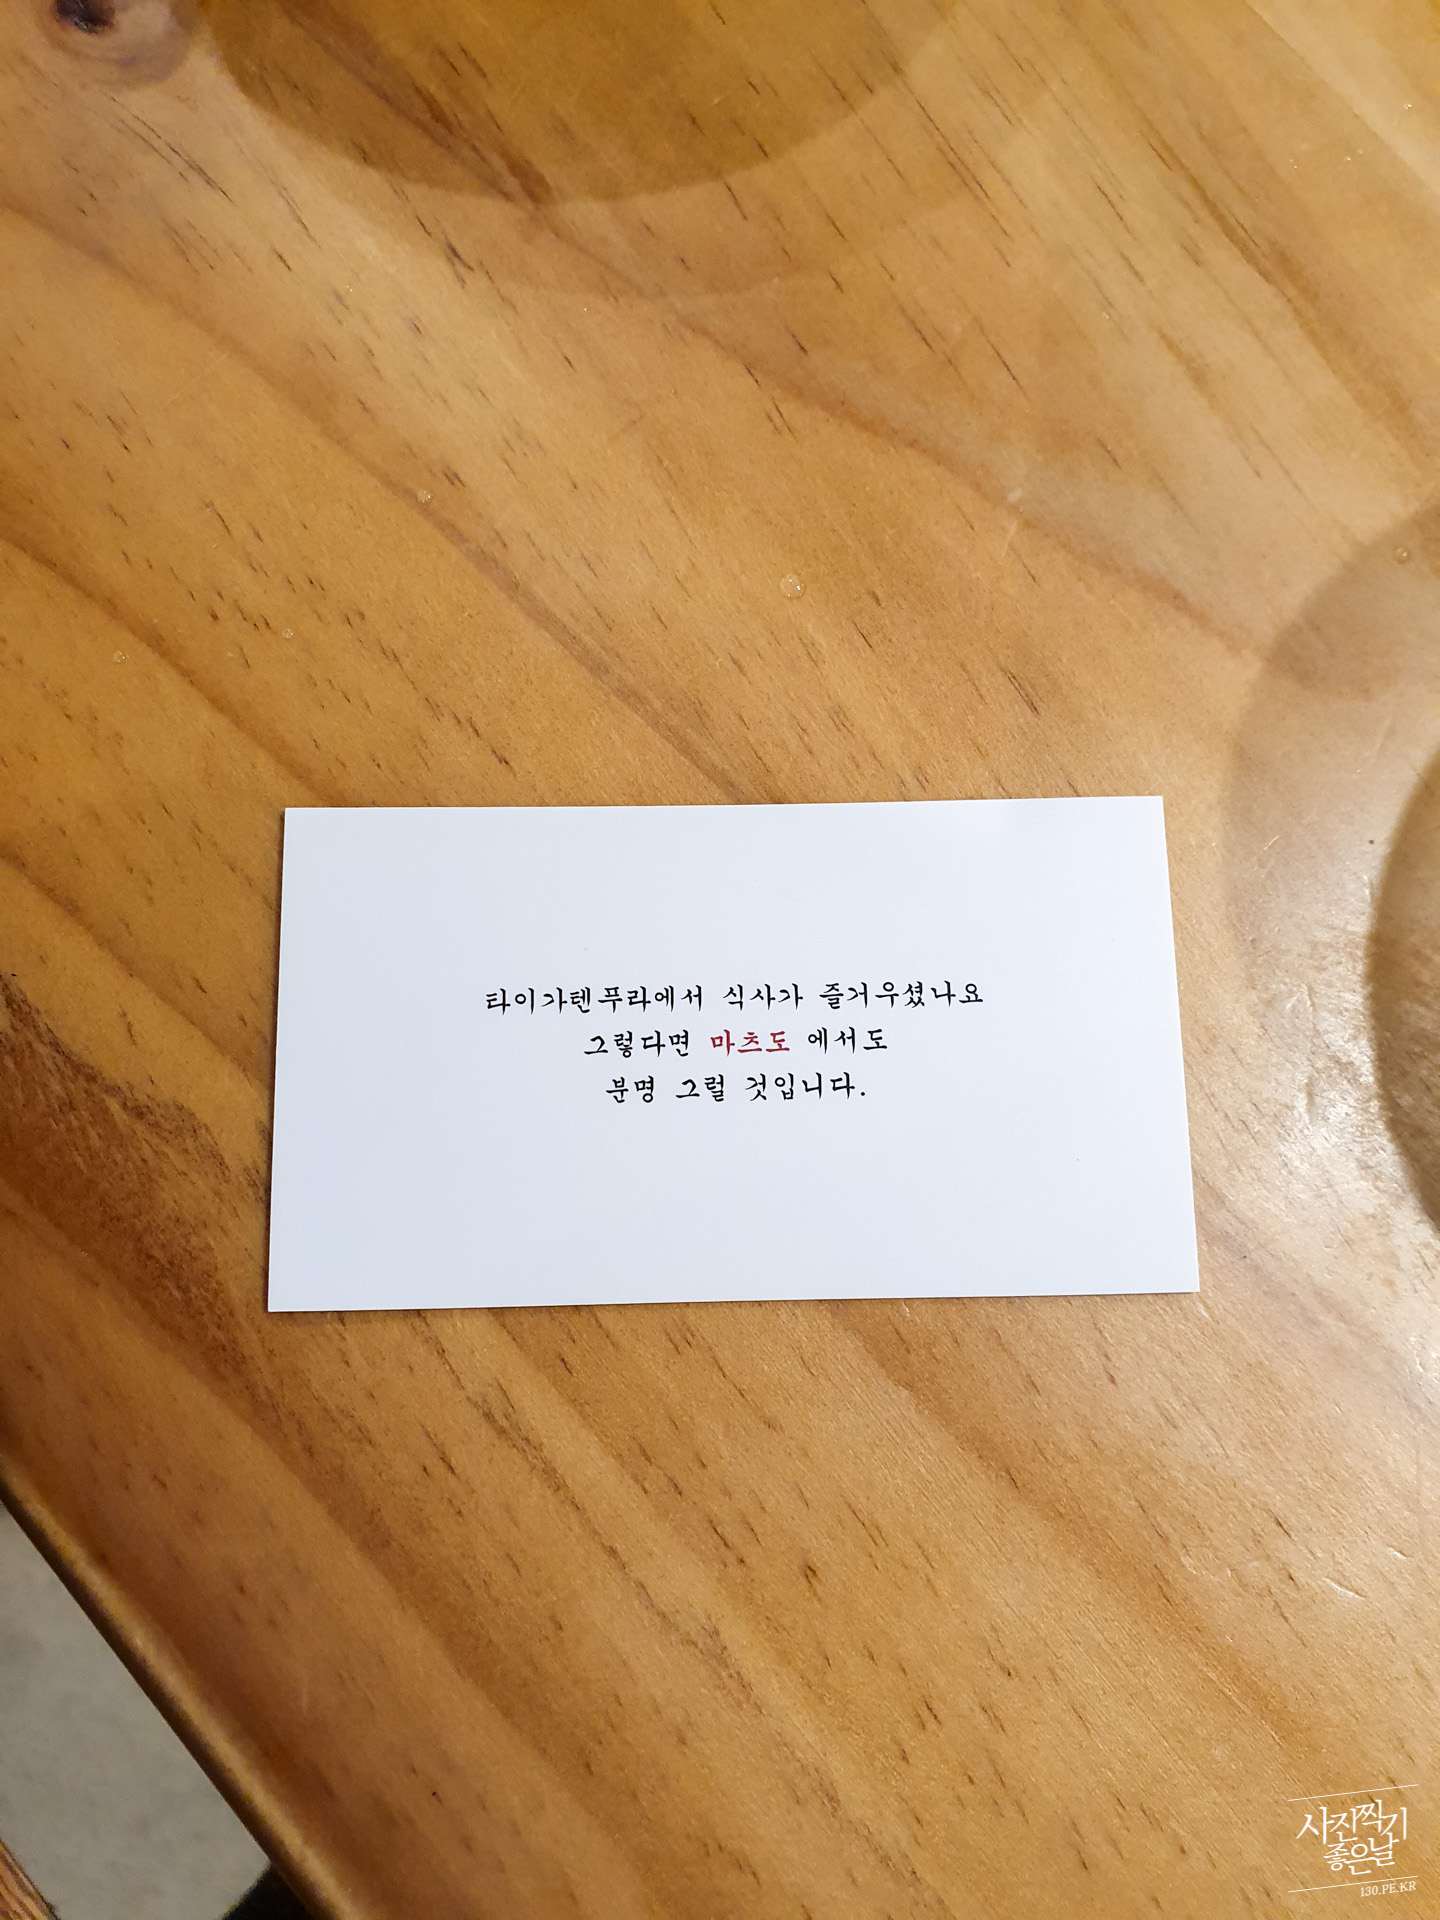 타이가텐푸라에서 식사가 즐거우셨나요
그렇다면 마츠도 에서도
분명 그럴 것입니다.
사진찍기
좋은날
130.PE.KR